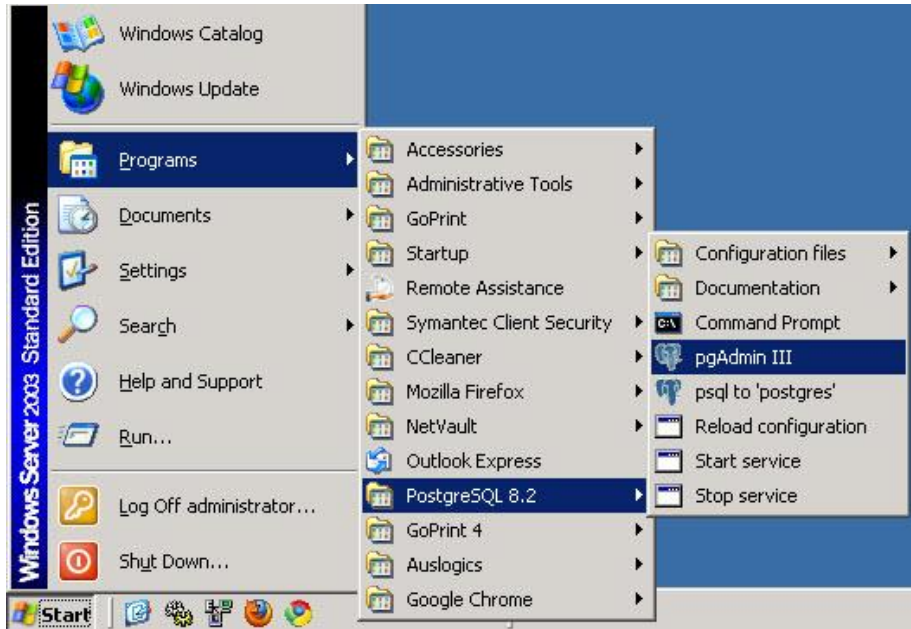 Windows Catalog
Windows Update
Programs
Documents
Settings
Search
Help and Support
Run...
Log Off administrator...
Shut Down...
Windows Server 2003 Standard Edition
Accessories
Administrative Tools
GoPrint
Startup
Remote Assistance
Symantec Client Security
CCleaner
Mozilla Firefox
NetVault
Outlook Express
PostgreSQL 8.2
GoPrint 4
Auslogics
Google Chrome
Configuration files
Documentation
C:\
Command Prompt
pgAdmin III
psql to 'postgres'
Reload configuration
Start service
Stop service
Start